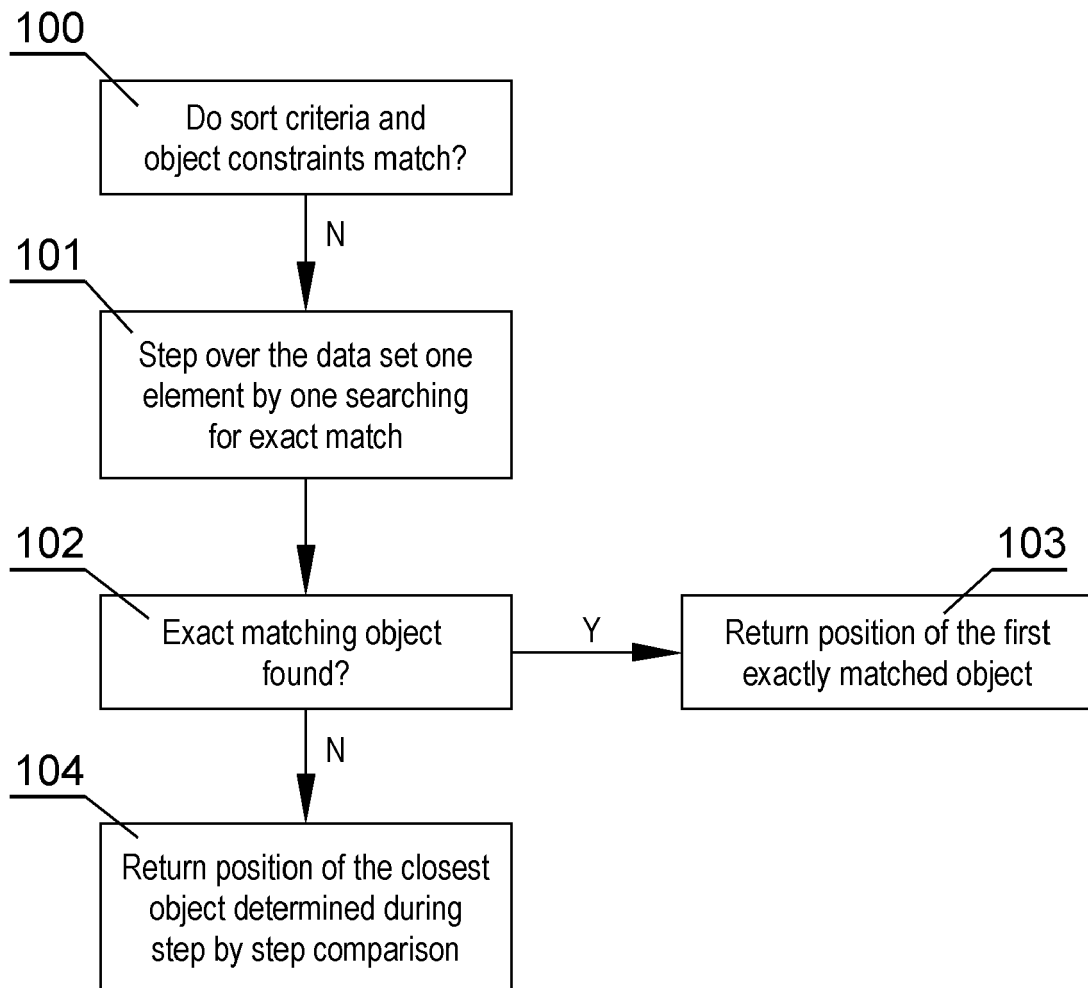 100
Do sort criteria and
object constraints match?
N
101
Step over the data set one
element by one searching
for exact match
102
Exact matching object
found?
Y
103
Return position of the first
exactly matched object
N
104
Return position of the closest
object determined during
step by step comparison